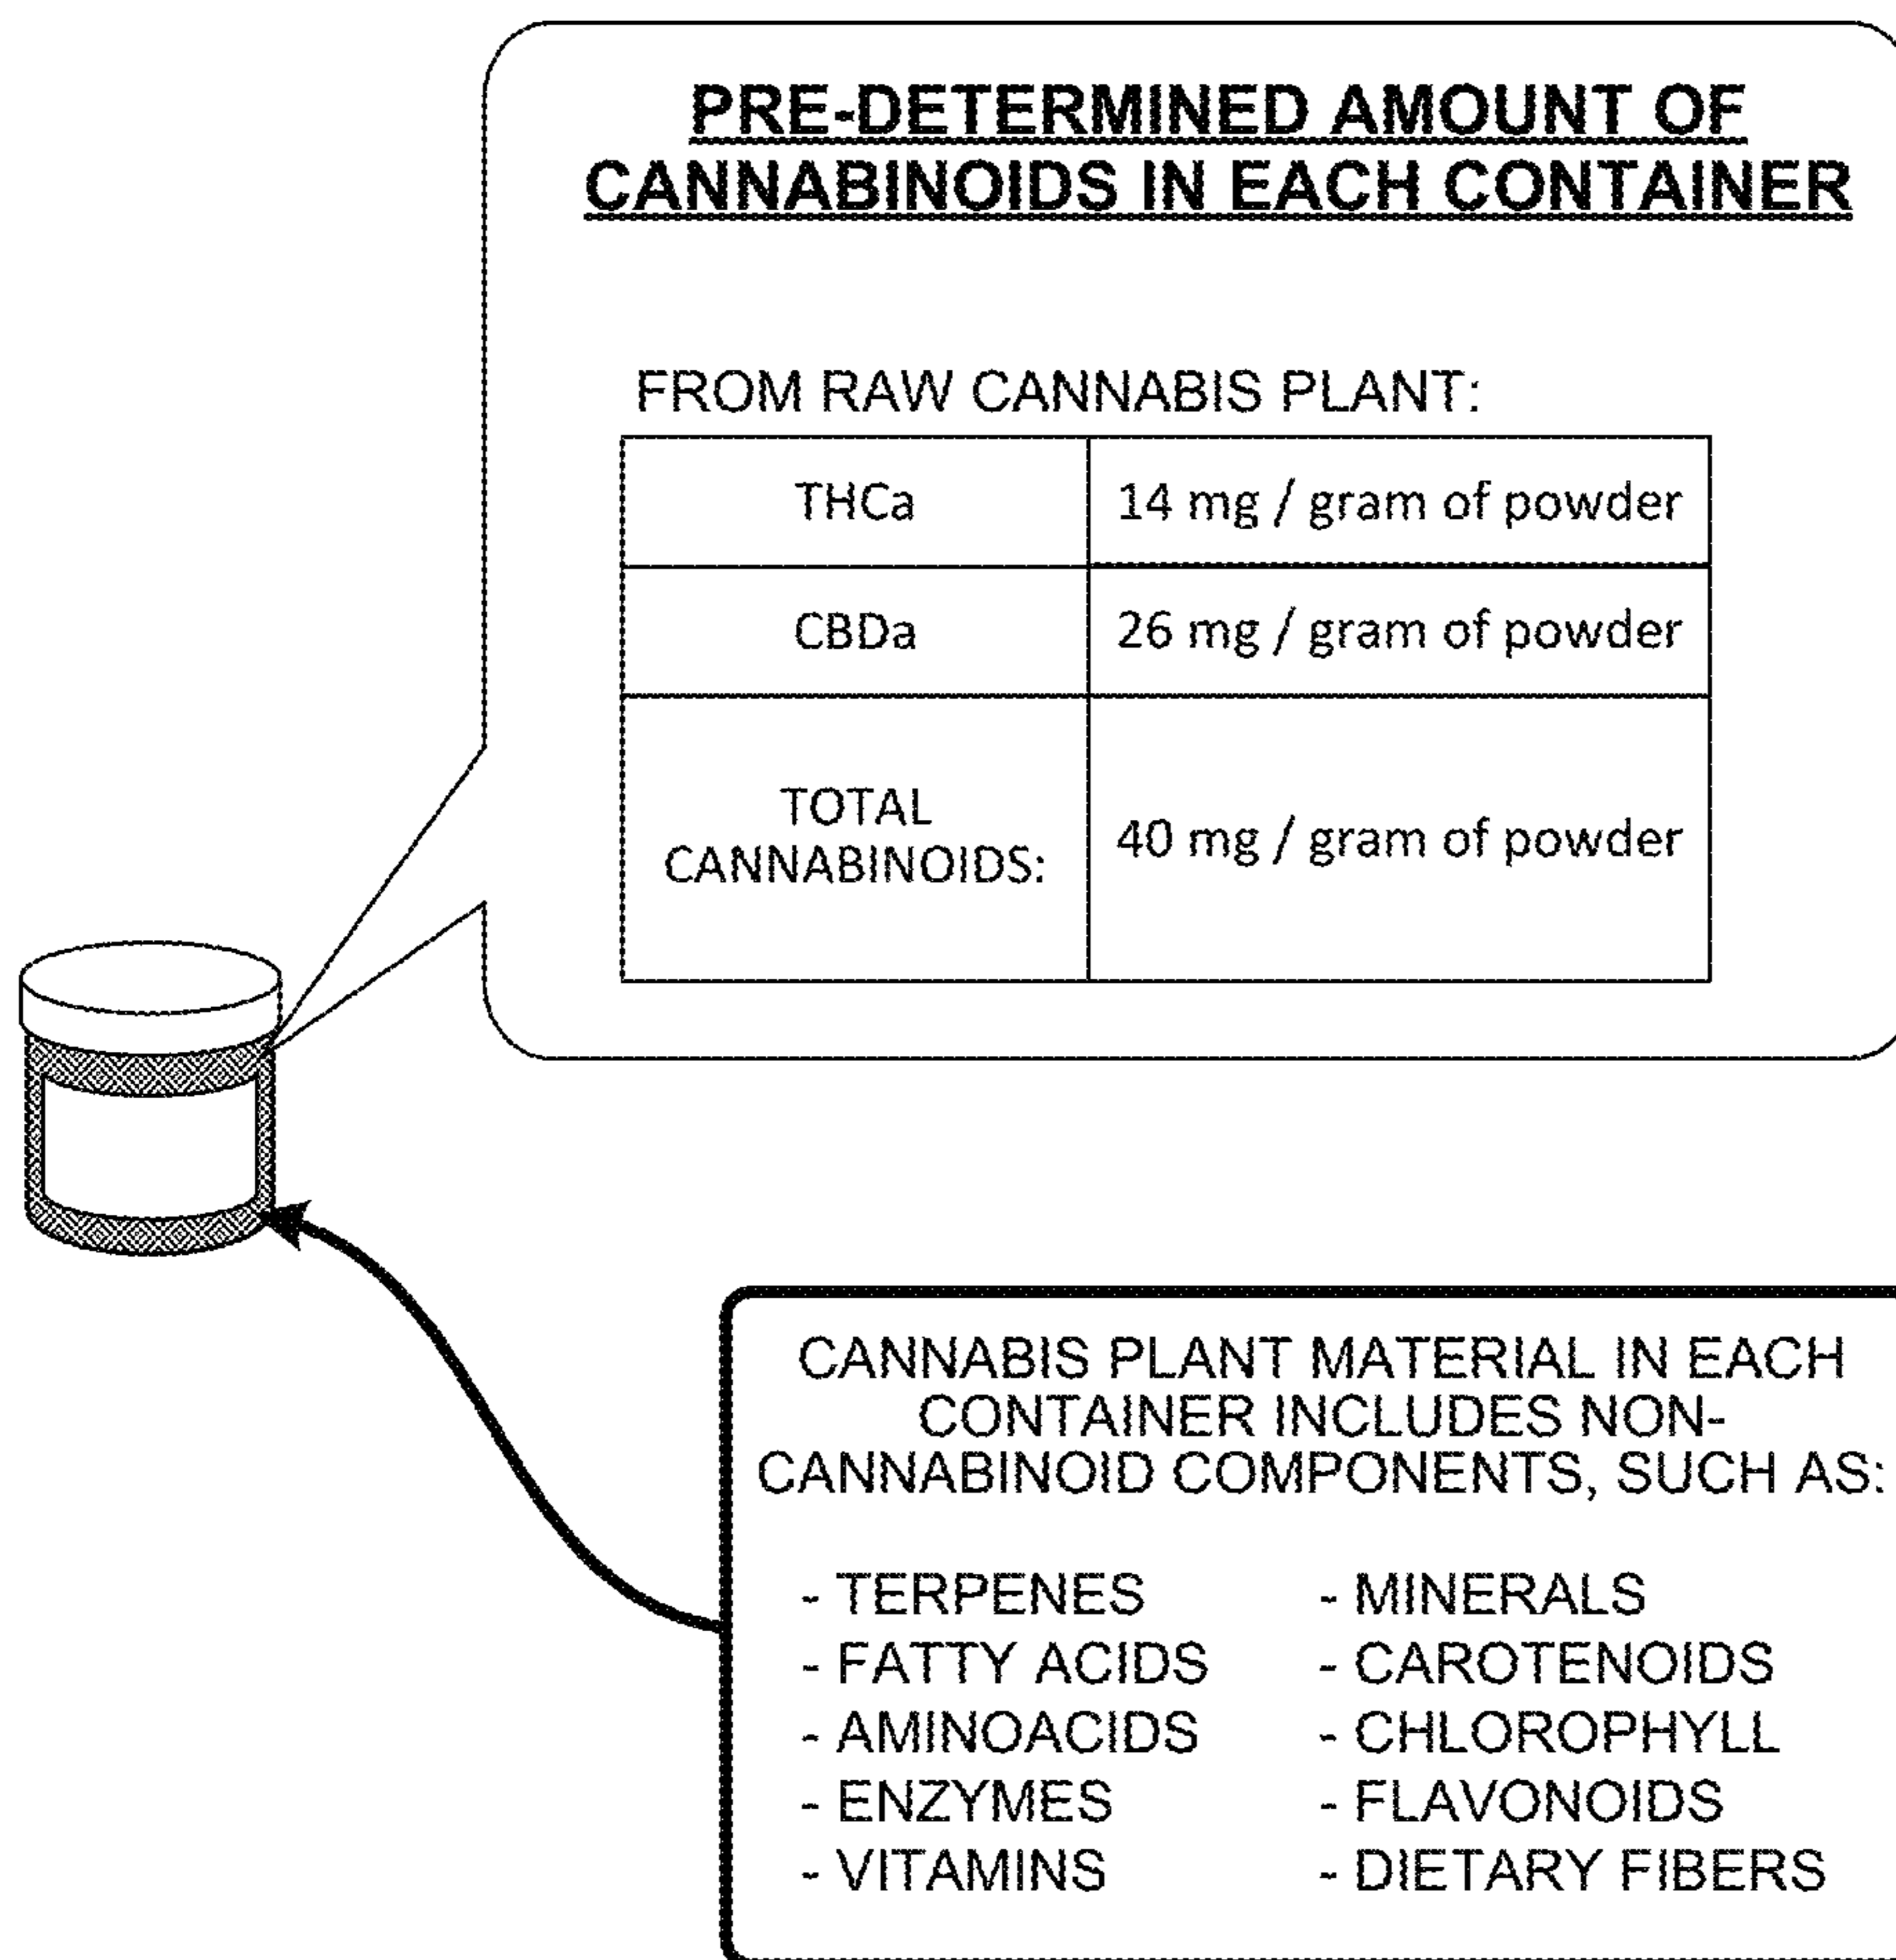 PRE-DETERMINED AMOUNT OF
CANNABINOIDS IN EACH CONTAINER
FROM RAW CANNABIS PLANT:
THCa 14 mg / gram of powder
CBDa 26 mg / gram of powder
TOTAL
CANNABINOIDS: 40 mg / gram of powder
CANNABIS PLANT MATERIAL IN EACH
CONTAINER INCLUDES NON-
CANNABINOID COMPONENTS, SUCH AS:
- TERPENES
- FATTY ACIDS
- AMINOACIDS
- ENZYMES
- VITAMINS
- MINERALS
- CAROTENOIDS
- CHLOROPHYLL
- FLAVONOIDS
- DIETARY FIBERS